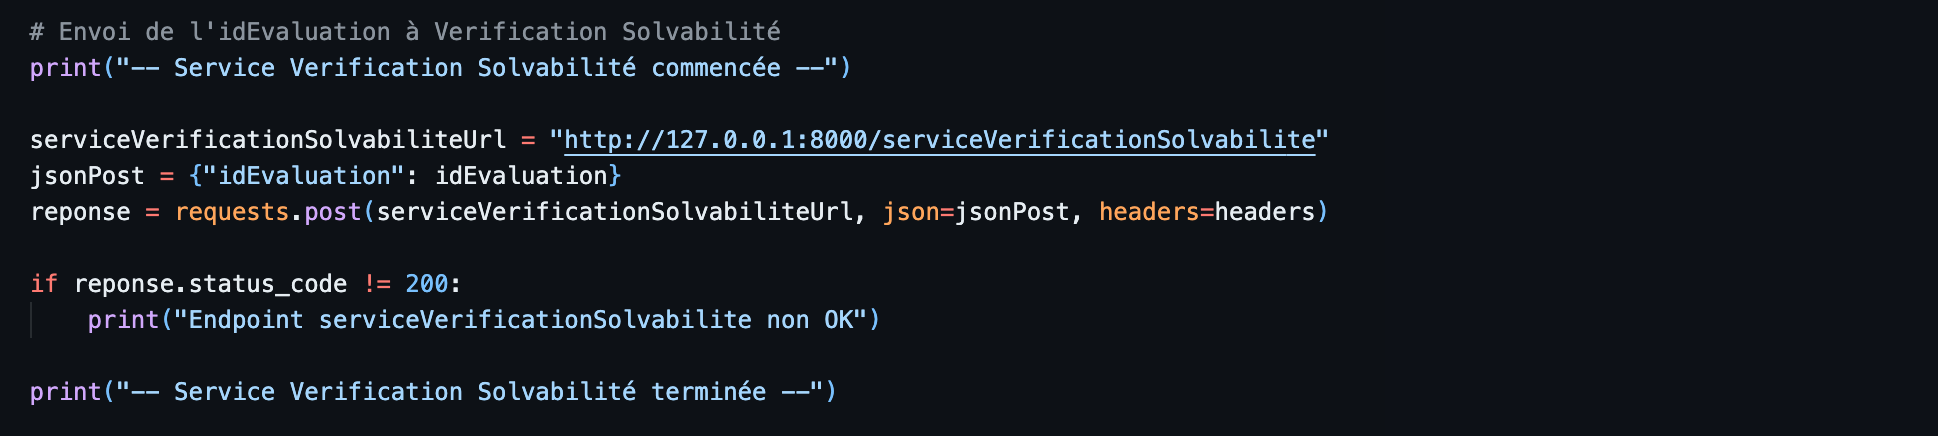 # Envoi de l'idEvaluation à Verification Solvabilité
print("-- Service Verification Solvabilité commencée --")
serviceVerificationSolvabiliteUrl = "http://127.0.0.1:8000/serviceVerificationSolvabilite"
jsonPost = {"idEvaluation": idEvaluation}
reponse = requests.post(serviceVerificationSolvabiliteUrl, json=jsonPost, headers=headers)
if reponse.status_code != 200:
    print("Endpoint serviceVerificationSolvabilite non OK")
print("-- Service Verification Solvabilité terminée --")